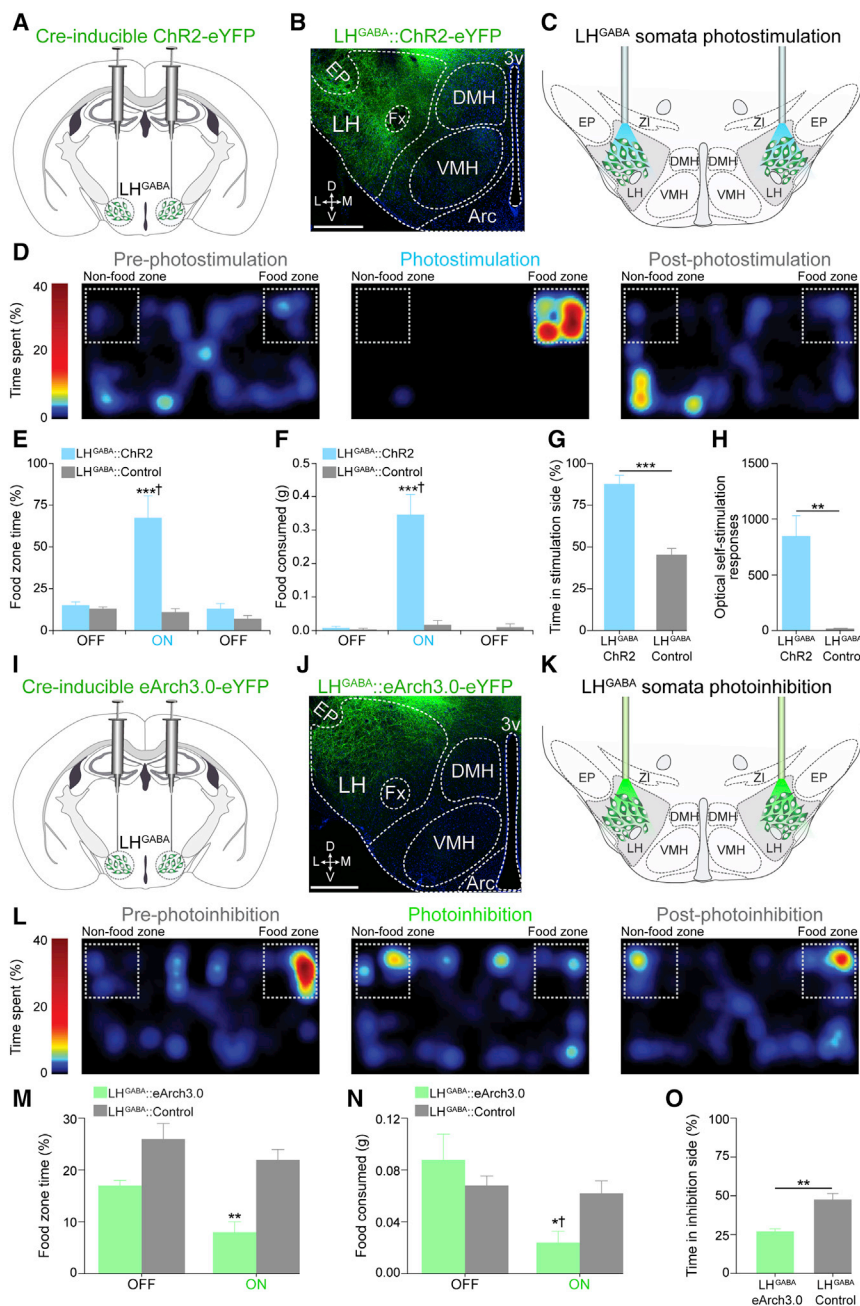 A
Cre-inducible ChR2-eYFP
LHGABA
B
LHGABA::ChR2-eYFP
EP
3v
DMH
LH
Fx
VMH
D
L M
V
Arc
C
LHGABA somata photostimulation
EP
ZI
ZI
EP
DMH
DMH
LH
VMH
VMH
LH
D
Pre-photostimulation
Photostimulation
Post-photostimulation
Non-food zone
Food zone
Non-food zone
Food zone
Non-food zone
Food zone
Time spent (%)
40
20
0
E
LHGABA::ChR2
LHGABA::Control
Food zone time (%)
100
75
50
25
0
***†
OFF
ON
OFF
F
LHGABA::ChR2
LHGABA::Control
Food consumed (g)
0.5
0.4
0.3
0.2
0.1
0.0
***†
OFF
ON
OFF
G
Time in stimulation side (%)
100
75
50
25
0
***
LHGABA
ChR2
LHGABA
Control
H
Optical self-stimulation
responses
1500
1000
500
0
**
LHGABA
ChR2
LHGABA
Control
I
Cre-inducible eArch3.0-eYFP
LHGABA
J
LHGABA::eArch3.0-eYFP
EP
3v
LH
DMH
Fx
VMH
D
L M
V
Arc
K
LHGABA somata photoinhibition
EP
ZI
ZI
EP
DMH
DMH
LH
VMH
VMH
LH
L
Pre-photoinhibition
Photoinhibition
Post-photoinhibition
Non-food zone
Food zone
Non-food zone
Food zone
Non-food zone
Food zone
Time spent (%)
40
20
0
M
LHGABA::eArch3.0
LHGABA::Control
Food zone time (%)
30
20
10
0
**
OFF
ON
N
LHGABA::eArch3.0
LHGABA::Control
Food consumed (g)
0.12
0.08
0.04
0.00
*†
OFF
ON
O
Time in inhibition side (%)
100
75
50
25
0
**
LHGABA
eArch3.0
LHGABA
Control